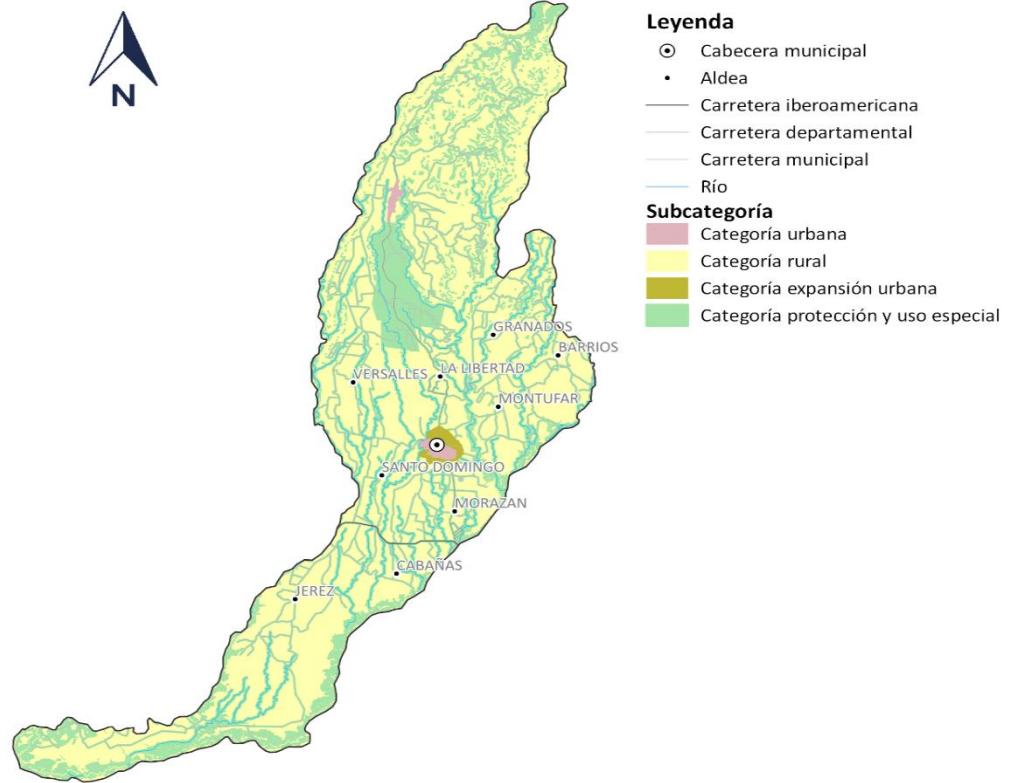 N
Leyenda
Cabecera municipal
Aldea
Carretera iberoamericana
Carretera departamental
Carretera municipal
Río
Subcategoría
Categoría urbana
Categoría rural
Categoría expansión urbana
Categoría protección y uso especial
GRANADOS
BARRIOS
VERSALLES
LA LIBERTAD
MONTUFAR
SANTO DOMINGO
MORAZAN
CABAÑAS
JEREZ